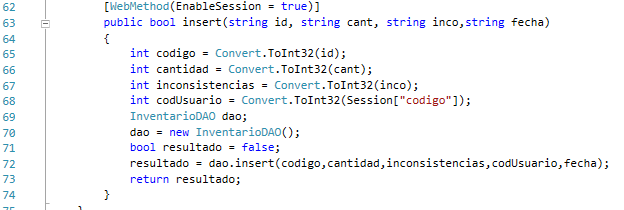 62 [WebMethod(EnableSession = true)]
63 public bool insert(string id, string cant, string inco,string fecha)
64 {
65 int codigo = Convert.ToInt32(id);
66 int cantidad = Convert.ToInt32(cant);
67 int inconsistencias = Convert.ToInt32(inco);
68 int codUsuario = Convert.ToInt32(Session["codigo"]);
69 InventarioDAO dao;
70 dao = new InventarioDAO();
71 bool resultado = false;
72 resultado = dao.insert(codigo,cantidad,inconsistencias,codUsuario,fecha);
73 return resultado;
74 }
75 }